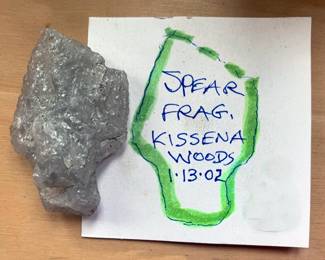 SPEAR
FRAG.
KISSENA
WOODS
1·13·02